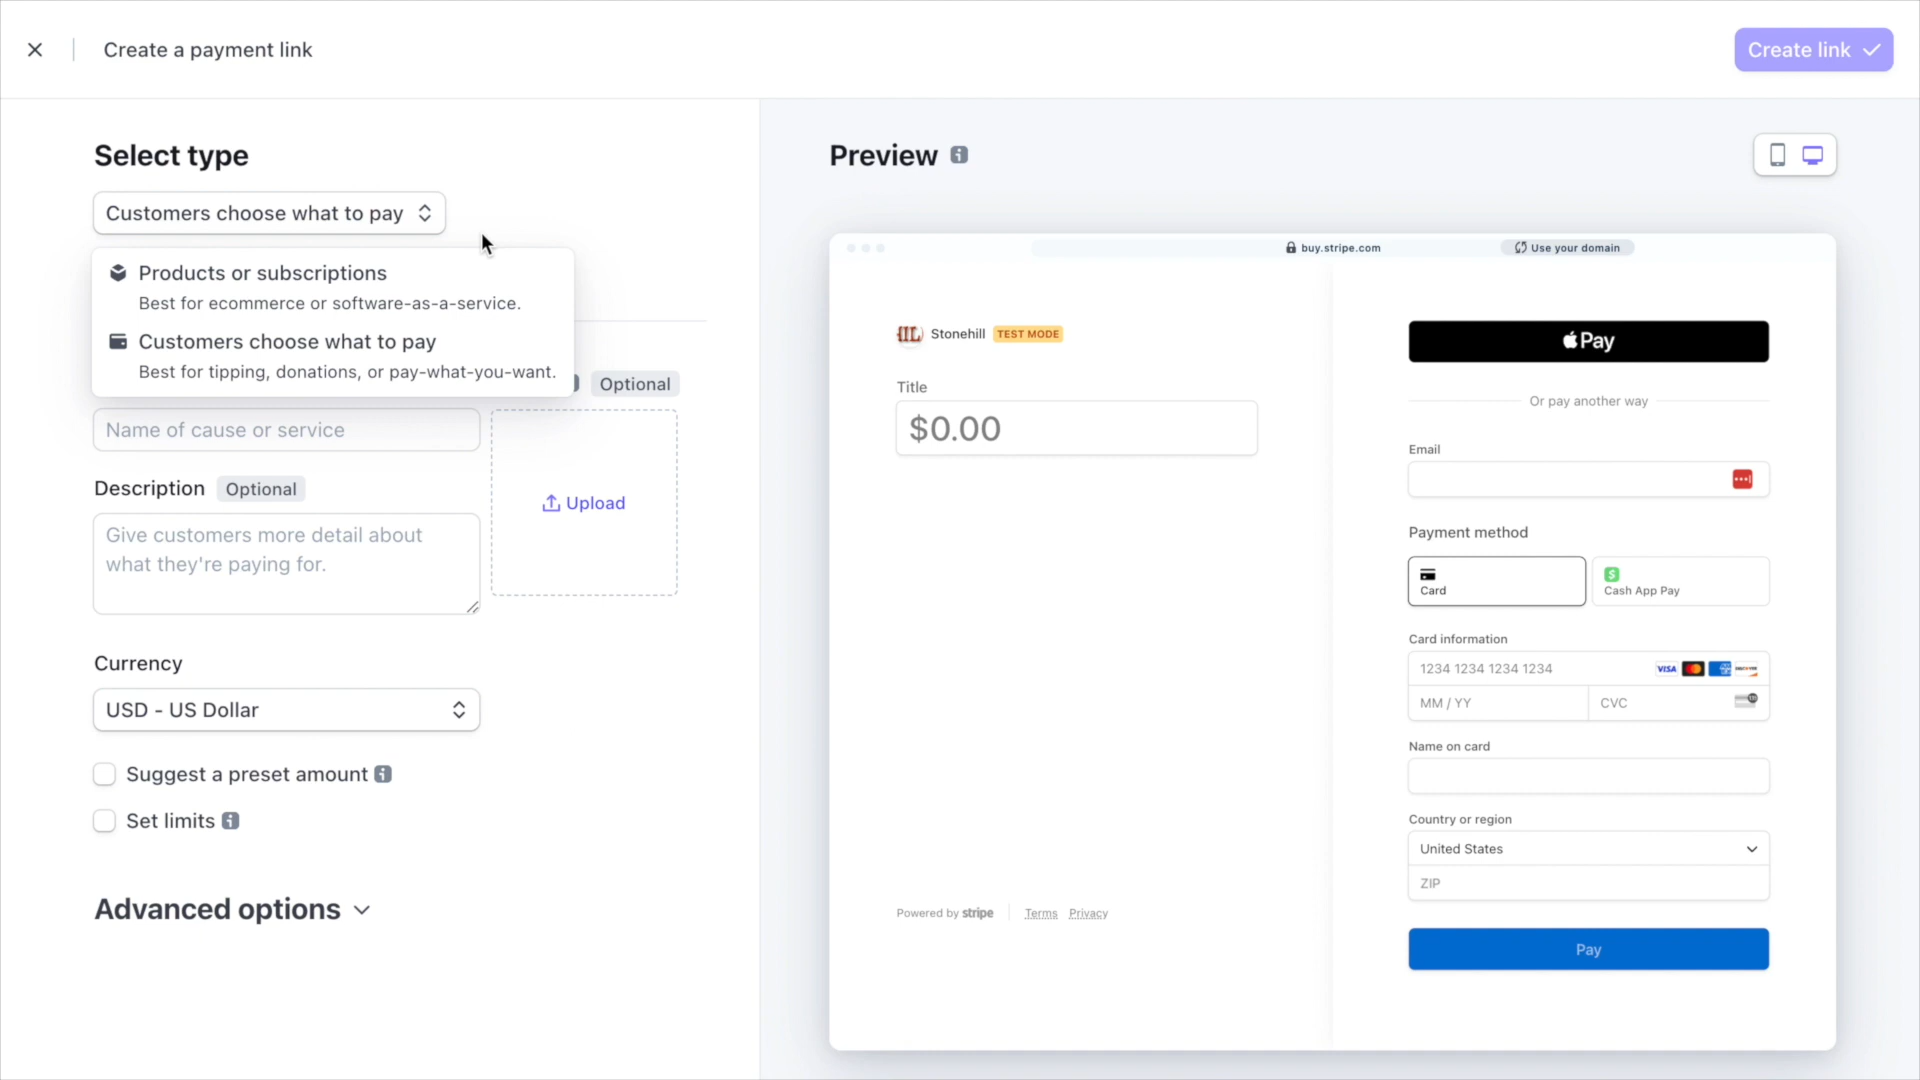 Create a payment link
Create link
Select type
Customers choose what to pay
Products or subscriptions
Best for ecommerce or software-as-a-service.
Customers choose what to pay
Best for tipping, donations, or pay-what-you-want.
Optional
Name of cause or service
Description Optional
Give customers more detail about
what they're paying for.
Upload
Currency
USD - US Dollar
Suggest a preset amount
Set limits
Advanced options
Preview
buy.stripe.com
Use your domain
Stonehill TEST MODE
Title
$0.00
Powered by stripe
Terms Privacy
Pay
Or pay another way
Email
Payment method
Card
Cash App Pay
Card information
1234 1234 1234 1234
VISA
MM / YY
CVC
Name on card
Country or region
United States
ZIP
Pay